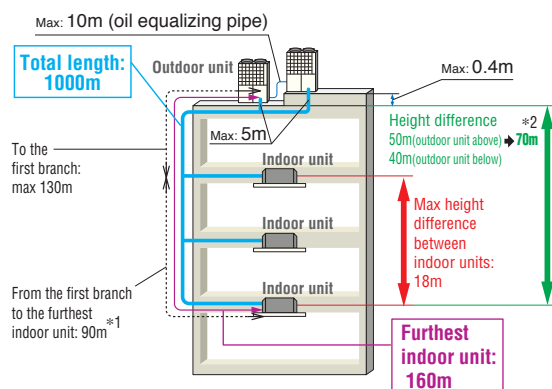 Max: 10m (oil equalizing pipe)
Total length:
1000m
Outdoor unit
Max: 0.4m
Max: 5m
Height difference
50m(outdoor unit above) ➡ 70m *2
40m(outdoor unit below)
To the
first branch:
max 130m
Indoor unit
Max height
difference
between
indoor units:
18m
Indoor unit
From the first branch
to the furthest
indoor unit: 90m*1
Indoor unit
Furthest
indoor unit:
160m